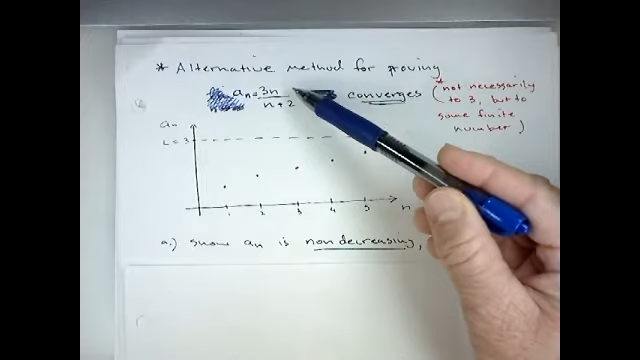 * Alternative method for proving
aₙ = 3n / n+2 converges (* not necessarily
to 3, but to
some finite
number)
aₙ
L = 3
1 2 3 4 5 n
a.) show aₙ is nondecreasing,